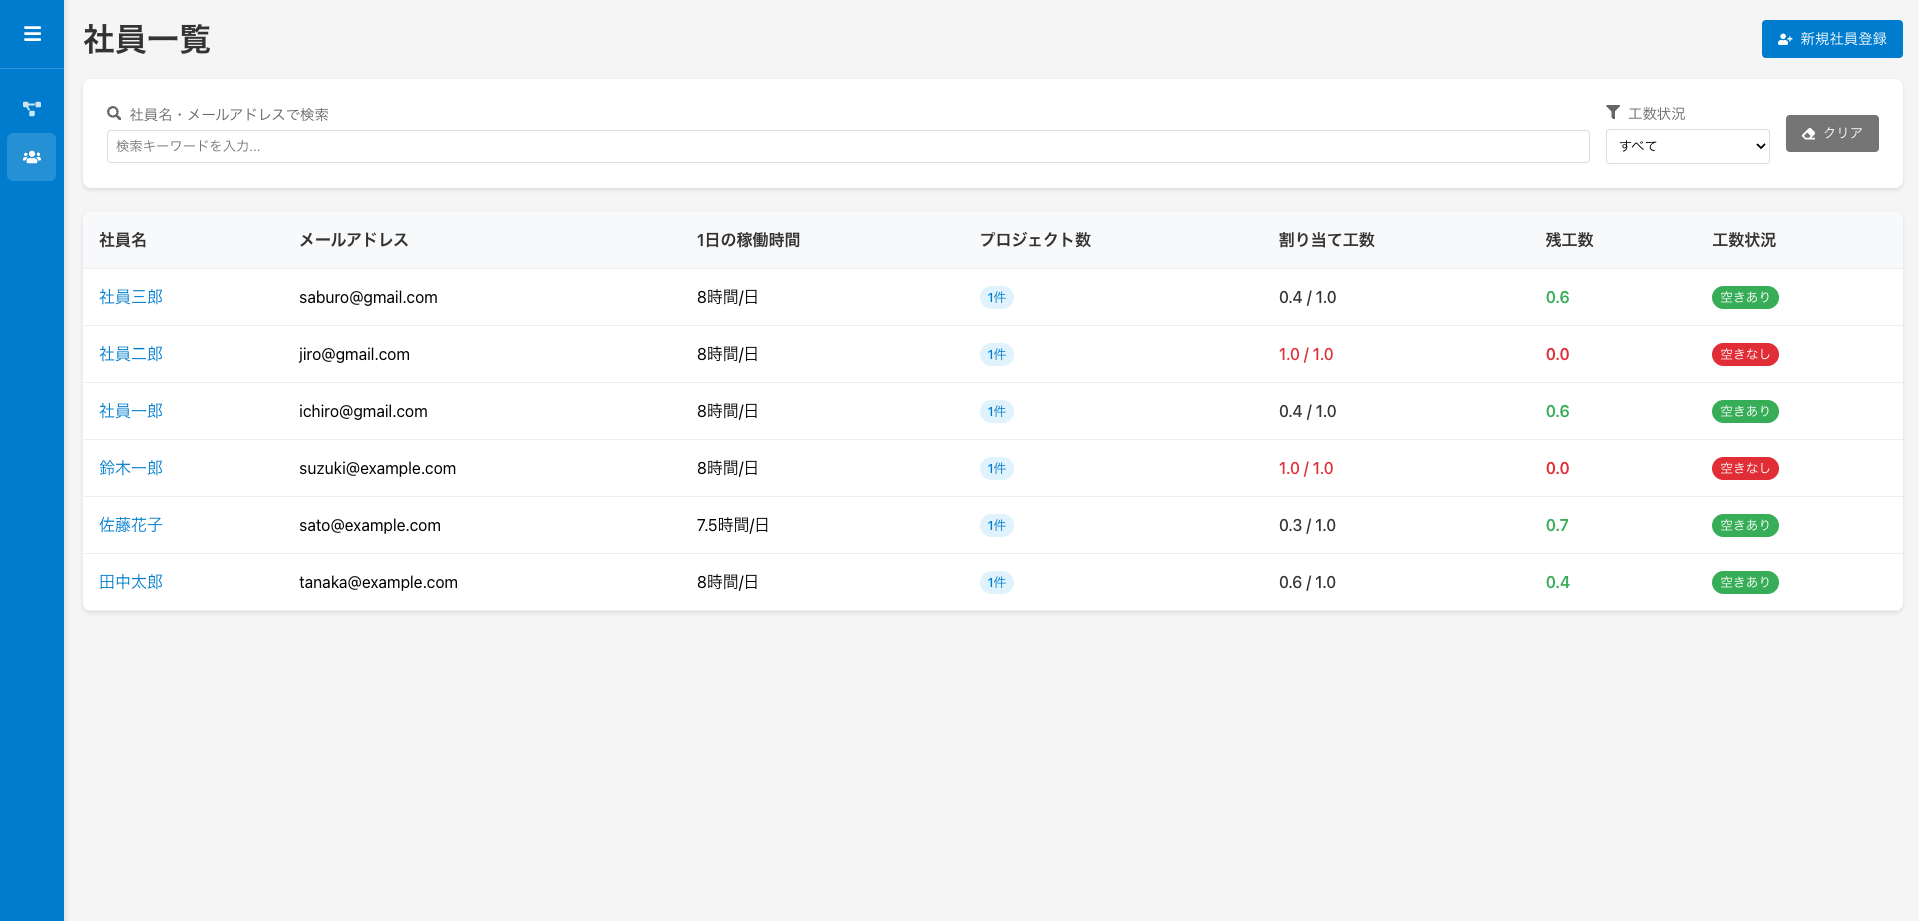 社員一覧
新規社員登録
社員名・メールアドレスで検索
検索キーワードを入力...
工数状況
すべて
クリア
社員名 メールアドレス 1日の稼働時間 プロジェクト数 割り当て工数 残工数 工数状況
社員三郎 saburo@gmail.com 8時間/日 1件 0.4 / 1.0 0.6 空きあり
社員二郎 jiro@gmail.com 8時間/日 1件 1.0 / 1.0 0.0 空きなし
社員一郎 ichiro@gmail.com 8時間/日 1件 0.4 / 1.0 0.6 空きあり
鈴木一郎 suzuki@example.com 8時間/日 1件 1.0 / 1.0 0.0 空きなし
佐藤花子 sato@example.com 7.5時間/日 1件 0.3 / 1.0 0.7 空きあり
田中太郎 tanaka@example.com 8時間/日 1件 0.6 / 1.0 0.4 空きあり